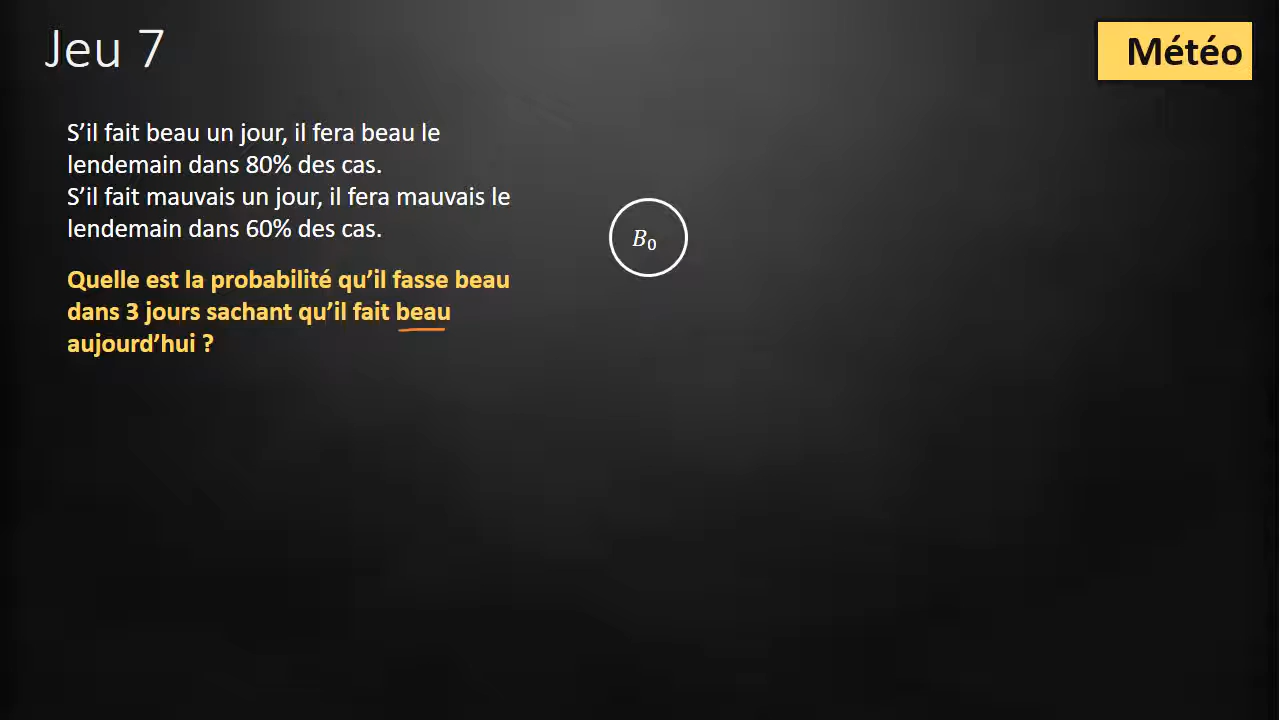 Jeu 7
Météo
S’il fait beau un jour, il fera beau le
lendemain dans 80% des cas.
S’il fait mauvais un jour, il fera mauvais le
lendemain dans 60% des cas.
B₀
Quelle est la probabilité qu’il fasse beau
dans 3 jours sachant qu’il fait beau
aujourd’hui ?